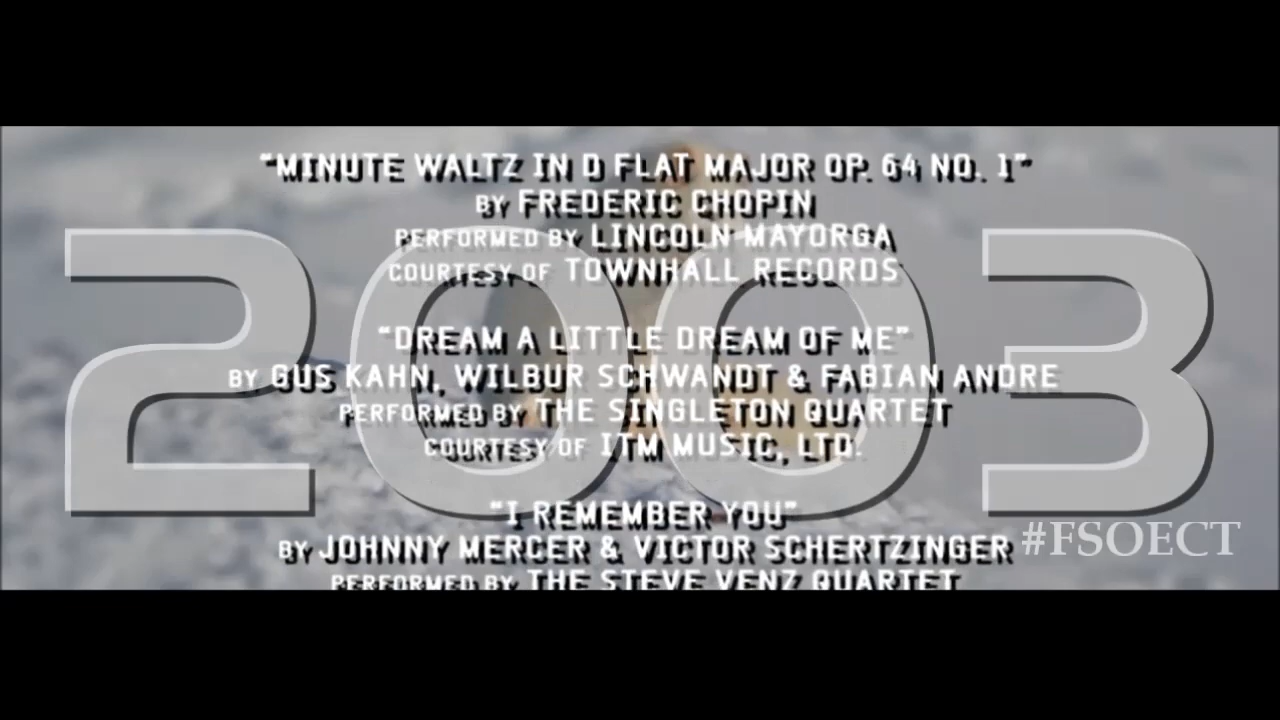 "MINUTE WALTZ IN D FLAT MAJOR OP. 64 NO. 1"
BY FREDERIC CHOPIN
PERFORMED BY LINCOLN MAYORGA
COURTESY OF TOWNHALL RECORDS
2003
"DREAM A LITTLE DREAM OF ME"
BY GUS KAHN, WILBUR SCHWANDT & FABIAN ANDRE
PERFORMED BY THE SINGLETON QUARTET
COURTESY OF ITM MUSIC, LTD.
"I REMEMBER YOU"
BY JOHNNY MERCER & VICTOR SCHERTZINGER
PERFORMED BY THE STEVE VENZ QUARTET
#FSOECT